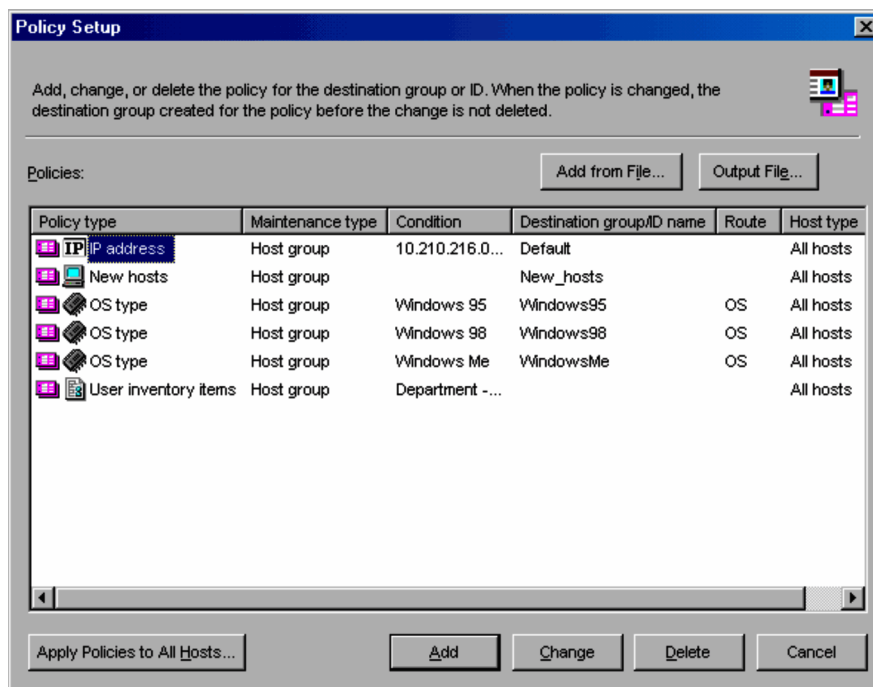 Policy Setup
Add, change, or delete the policy for the destination group or ID. When the policy is changed, the
destination group created for the policy before the change is not deleted.
Policies:
Add from File...
Output File...
Policy type Maintenance type Condition Destination group/ID name Route Host type
IP IP address Host group 10.210.216.0... Default All hosts
New hosts Host group New_hosts All hosts
OS type Host group Windows 95 Windows95 OS All hosts
OS type Host group Windows 98 Windows98 OS All hosts
OS type Host group Windows Me WindowsMe OS All hosts
User inventory items Host group Department -... All hosts
Apply Policies to All Hosts...
Add
Change
Delete
Cancel